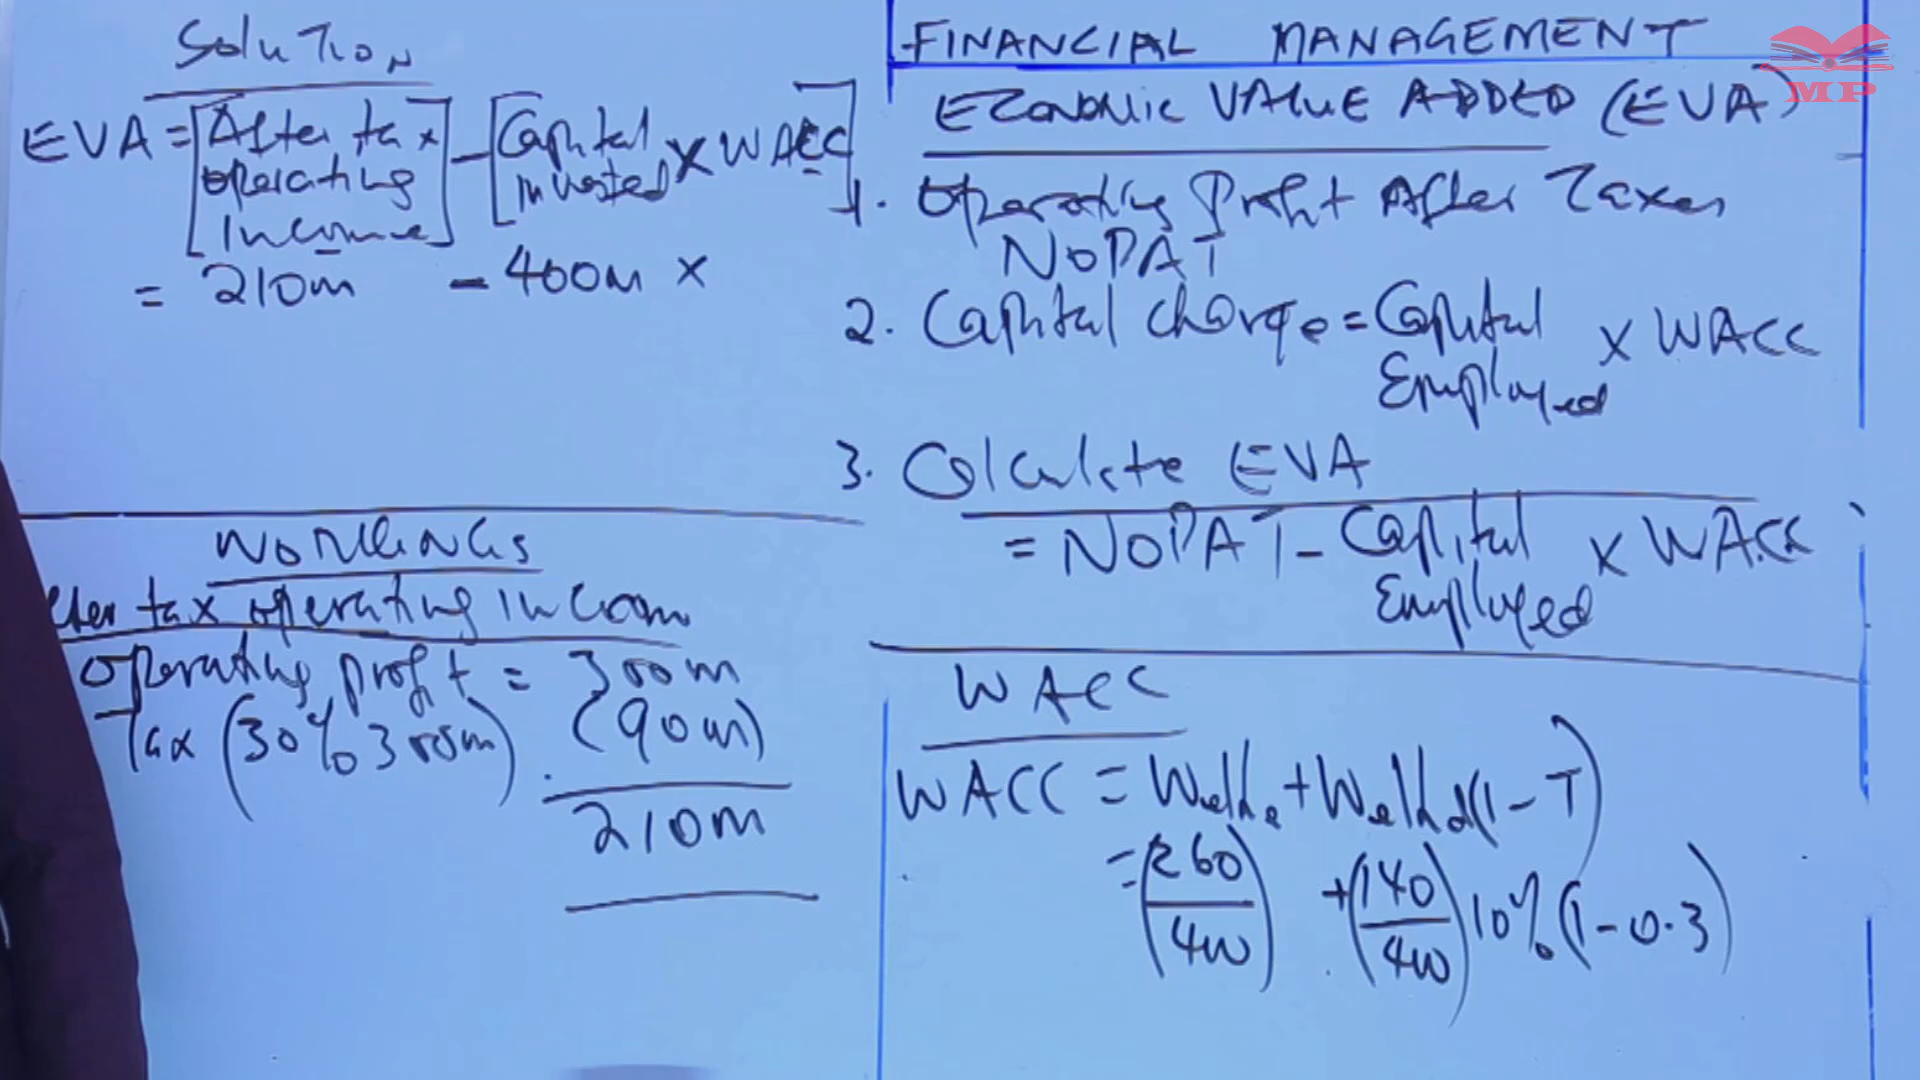 Solution
EVA = [After tax operating Income] - [Capital invested x WACC]
= 210m - 400m x
WORKINGS
ter tax operating Incom
operating profit = 300m
Tax (30% 300m) (90m)
210m
FINANCIAL MANAGEMENT
MP
ECONOMIC VALUE ADDED (EVA)
1. Operating Profit After Taxes
NOPAT
2. Capital charge = Capital Employed x WACC
3. Calculate EVA
= NOPAT - Capital Employed x WACC
WACC
WACC = WeKe + WeKd(1-T)
= (260/400) + (140/400) 10% (1-0.3)